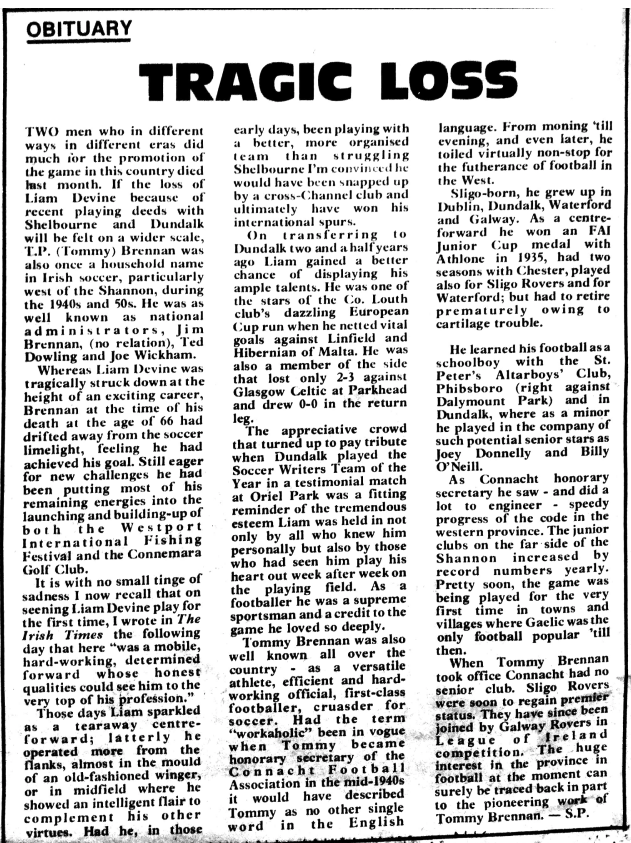 OBITUARY
TRAGIC LOSS
TWO men who in different
ways in different eras did
much for the promotion of
the game in this country died
last month. If the loss of
Liam Devine because of
recent playing deeds with
Shelbourne and Dundalk
will be felt on a wider scale,
T.P. (Tommy) Brennan was
also once a household name
in Irish soccer, particularly
west of the Shannon, during
the 1940s and 50s. He was as
well known as national
administrators, Jim
Brennan, (no relation), Ted
Dowling and Joe Wickham.
Whereas Liam Devine was
tragically struck down at the
height of an exciting career,
Brennan at the time of his
death at the age of 66 had
drifted away from the soccer
limelight, feeling he had
achieved his goal. Still eager
for new challenges he had
been putting most of his
remaining energies into the
launching and building-up of
both the Westport
International Fishing
Festival and the Connemara
Golf Club.
It is with no small tinge of
sadness I now recall that on
seeing Liam Devine play for
the first time, I wrote in The
Irish Times the following
day that here "was a mobile,
hard-working, determined
forward whose honest
qualities could see him to the
very top of his profession."
Those days Liam sparkled
as a tearaway centre-
forward; latterly he
operated more from the
flanks, almost in the mould
of an old-fashioned winger,
or in midfield where he
showed an intelligent flair to
complement his other
virtues. Had he, in those
early days, been playing with
a better, more organised
team than struggling
Shelbourne I'm convinced he
would have been snapped up
by a cross-Channel club and
ultimately have won his
international spurs.
On transferring to
Dundalk two and a half years
ago Liam gained a better
chance of displaying his
ample talents. He was one of
the stars of the Co. Louth
club's dazzling European
Cup run when he netted vital
goals against Linfield and
Hibernian of Malta. He was
also a member of the side
that lost only 2-3 against
Glasgow Celtic at Parkhead
and drew 0-0 in the return
leg.
The appreciative crowd
that turned up to pay tribute
when Dundalk played the
Soccer Writers Team of the
Year in a testimonial match
at Oriel Park was a fitting
reminder of the tremendous
esteem Liam was held in not
only by all who knew him
personally but also by those
who had seen him play his
heart out week after week on
the playing field. As a
footballer he was a supreme
sportsman and a credit to the
game he loved so deeply.
Tommy Brennan was also
well known all over the
country - as a versatile
athlete, efficient and hard-
working official, first-class
footballer, cruasder for
soccer. Had the term
"workaholic" been in vogue
when Tommy became
honorary secretary of the
Connacht Football
Association in the mid-1940s
it would have described
Tommy as no other single
word in the English
language. From moning 'till
evening, and even later, he
toiled virtually non-stop for
the futherance of football in
the West.
Sligo-born, he grew up in
Dublin, Dundalk, Waterford
and Galway. As a centre-
forward he won an FAI
Junior Cup medal with
Athlone in 1935, had two
seasons with Chester, played
also for Sligo Rovers and for
Waterford; but had to retire
prematurely owing to
cartilage trouble.
He learned his football as a
schoolboy with the St.
Peter's Altarboys' Club,
Phibsboro (right against
Dalymount Park) and in
Dundalk, where as a minor
he played in the company of
such potential senior stars as
Joey Donnelly and Billy
O'Neill.
As Connacht honorary
secretary he saw - and did a
lot to engineer - speedy
progress of the code in the
western province. The junior
clubs on the far side of the
Shannon increased by
record numbers yearly.
Pretty soon, the game was
being played for the very
first time in towns and
villages where Gaelic was the
only football popular 'till
then.
When Tommy Brennan
took office Connacht had no
senior club. Sligo Rovers
were soon to regain premier
status. They have since been
joined by Galway Rovers in
League of Ireland
competition. The huge
interest in the province in
football at the moment can
surely be traced back in part
to the pioneering work of
Tommy Brennan. — S.P.